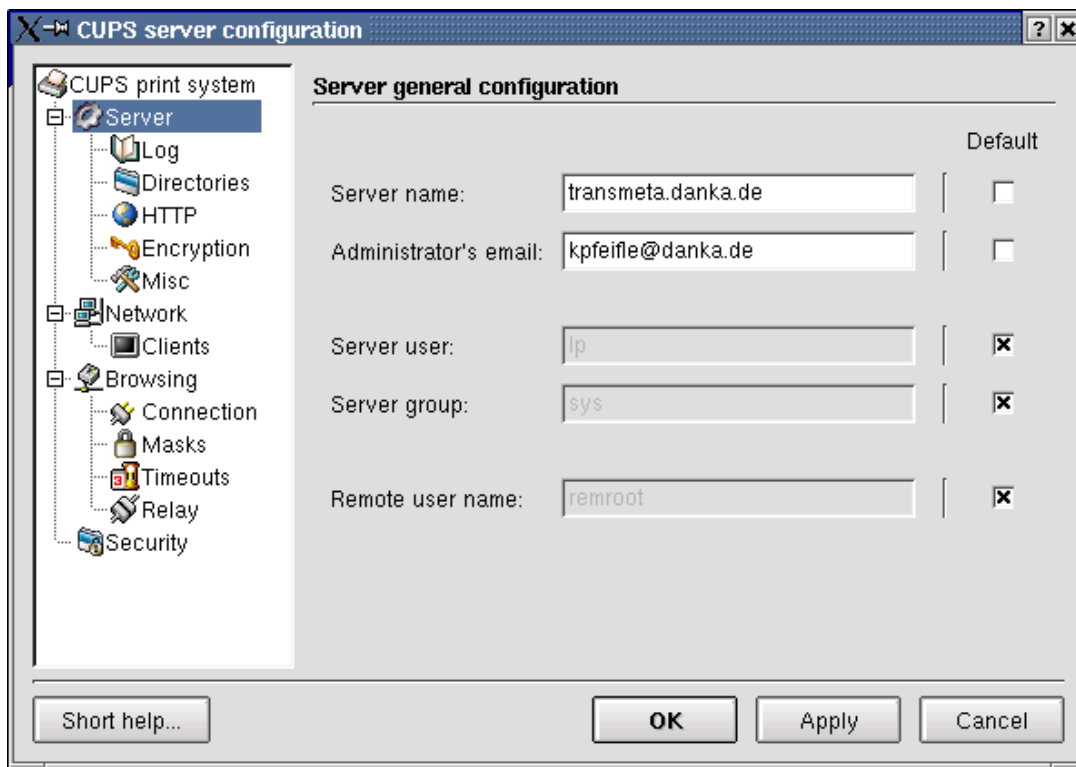 CUPS server configuration
CUPS print system
Server
Log
Directories
HTTP
Encryption
Misc
Network
Clients
Browsing
Connection
Masks
Timeouts
Relay
Security
Server general configuration
Default
Server name: transmeta.danka.de
Administrator's email: kpfeifle@danka.de
Server user: lp
Server group: sys
Remote user name: remroot
Short help... OK Apply Cancel